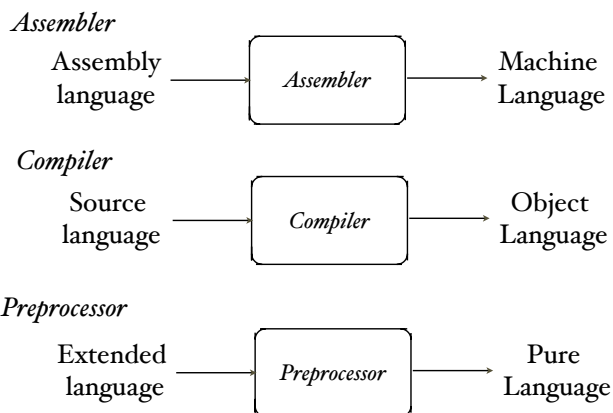 Assembler
Assembly
language
Assembler
Machine
Language
Compiler
Source
language
Compiler
Object
Language
Preprocessor
Extended
language
Preprocessor
Pure
Language